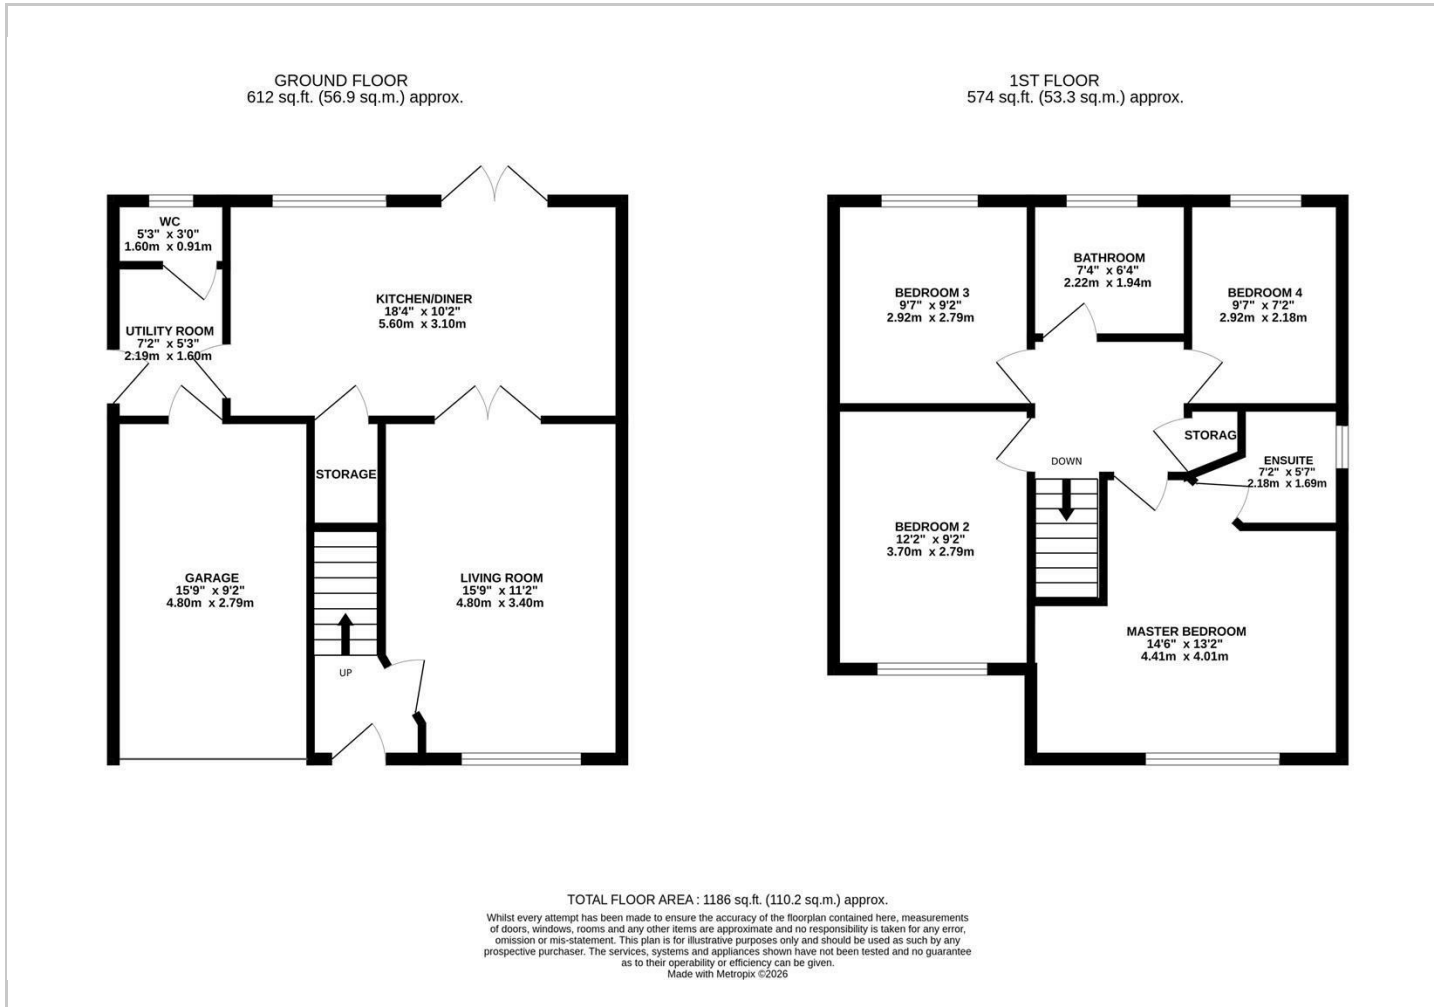 GROUND FLOOR
612 sq.ft. (56.9 sq.m.) approx.
1ST FLOOR
574 sq.ft. (53.3 sq.m.) approx.
WC
5'3" x 3'0"
1.60m x 0.91m
KITCHEN/DINER
18'4" x 10'2"
5.60m x 3.10m
UTILITY ROOM
7'2" x 5'3"
2.19m x 1.60m
STORAGE
GARAGE
15'9" x 9'2"
4.80m x 2.79m
LIVING ROOM
15'9" x 11'2"
4.80m x 3.40m
UP
BEDROOM 3
9'7" x 9'2"
2.92m x 2.79m
BATHROOM
7'4" x 6'4"
2.22m x 1.94m
BEDROOM 4
9'7" x 7'2"
2.92m x 2.18m
STORAG
DOWN
ENSUITE
7'2" x 5'7"
2.18m x 1.69m
BEDROOM 2
12'2" x 9'2"
3.70m x 2.79m
MASTER BEDROOM
14'6" x 13'2"
4.41m x 4.01m
TOTAL FLOOR AREA : 1186 sq.ft. (110.2 sq.m.) approx.
Whilst every attempt has been made to ensure the accuracy of the floorplan contained here, measurements
of doors, windows, rooms and any other items are approximate and no responsibility is taken for any error,
omission or mis-statement. This plan is for illustrative purposes only and should be used as such by any
prospective purchaser. The services, systems and appliances shown have not been tested and no guarantee
as to their operability or efficiency can be given.
Made with Metropix ©2026